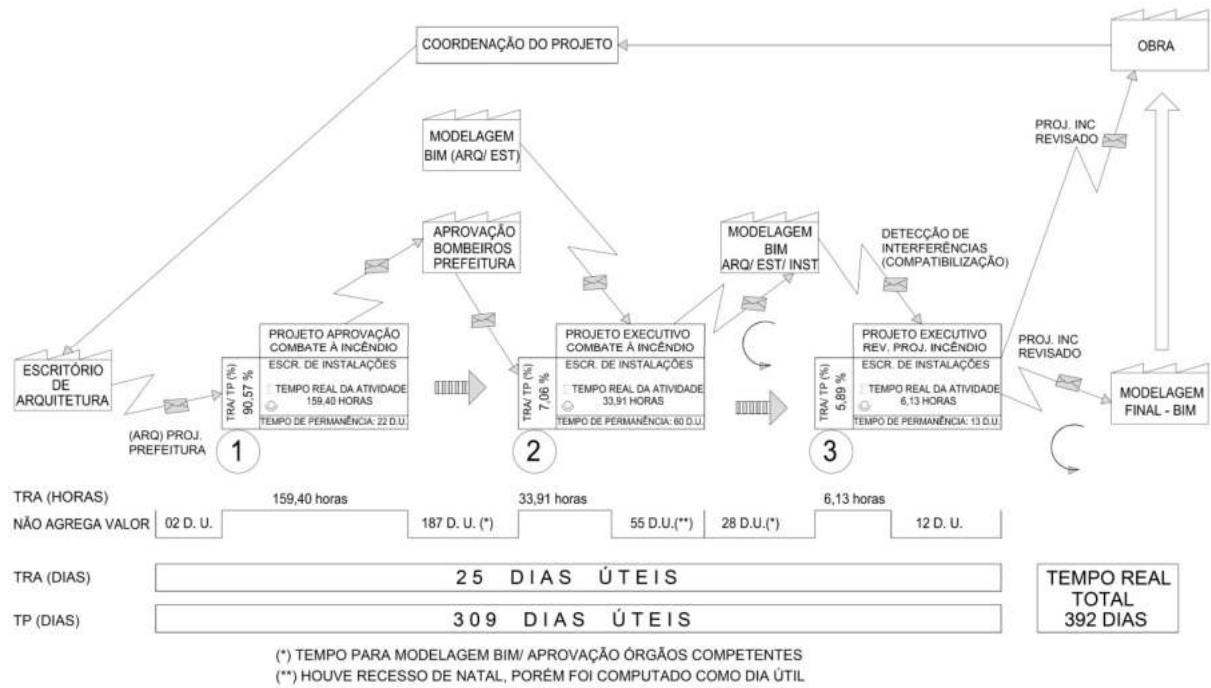 COORDENAÇÃO DO PROJETO
OBRA
MODELAGEM
BIM (ARQ/ EST)
PROJ. INC
REVISADO
APROVAÇÃO
BOMBEIROS
PREFEITURA
MODELAGEM
BIM
ARQ/ EST/ INST
DETECÇÃO DE
INTERFERÊNCIAS
(COMPATIBILIZAÇÃO)
ESCRITÓRIO
DE
ARQUITETURA
(ARQ) PROJ.
PREFEITURA
PROJETO APROVAÇÃO
COMBATE À INCÊNDIO
ESCR. DE INSTALAÇÕES
TEMPO REAL DA ATIVIDADE
159,40 HORAS
TEMPO DE PERMANÊNCIA: 22 D.U.
TRA/ TP (%)
90,57 %
1
PROJETO EXECUTIVO
COMBATE À INCÊNDIO
ESCR. DE INSTALAÇÕES
TEMPO REAL DA ATIVIDADE
33,91 HORAS
TEMPO DE PERMANÊNCIA: 60 D.U.
TRA/ TP (%)
7,06 %
2
PROJETO EXECUTIVO
REV. PROJ. INCÊNDIO
ESCR. DE INSTALAÇÕES
TEMPO REAL DA ATIVIDADE
6,13 HORAS
TEMPO DE PERMANÊNCIA: 13 D.U.
TRA/ TP (%)
5,89 %
3
PROJ. INC
REVISADO
MODELAGEM
FINAL - BIM
TRA (HORAS) 159,40 horas 33,91 horas 6,13 horas
NÃO AGREGA VALOR 02 D. U. 187 D. U. (*) 55 D.U.(**) 28 D.U.(*) 12 D. U.
TRA (DIAS) 25 DIAS ÚTEIS
TP (DIAS) 309 DIAS ÚTEIS
TEMPO REAL
TOTAL
392 DIAS
(*) TEMPO PARA MODELAGEM BIM/ APROVAÇÃO ÓRGÃOS COMPETENTES
(**) HOUVE RECESSO DE NATAL, PORÉM FOI COMPUTADO COMO DIA ÚTIL